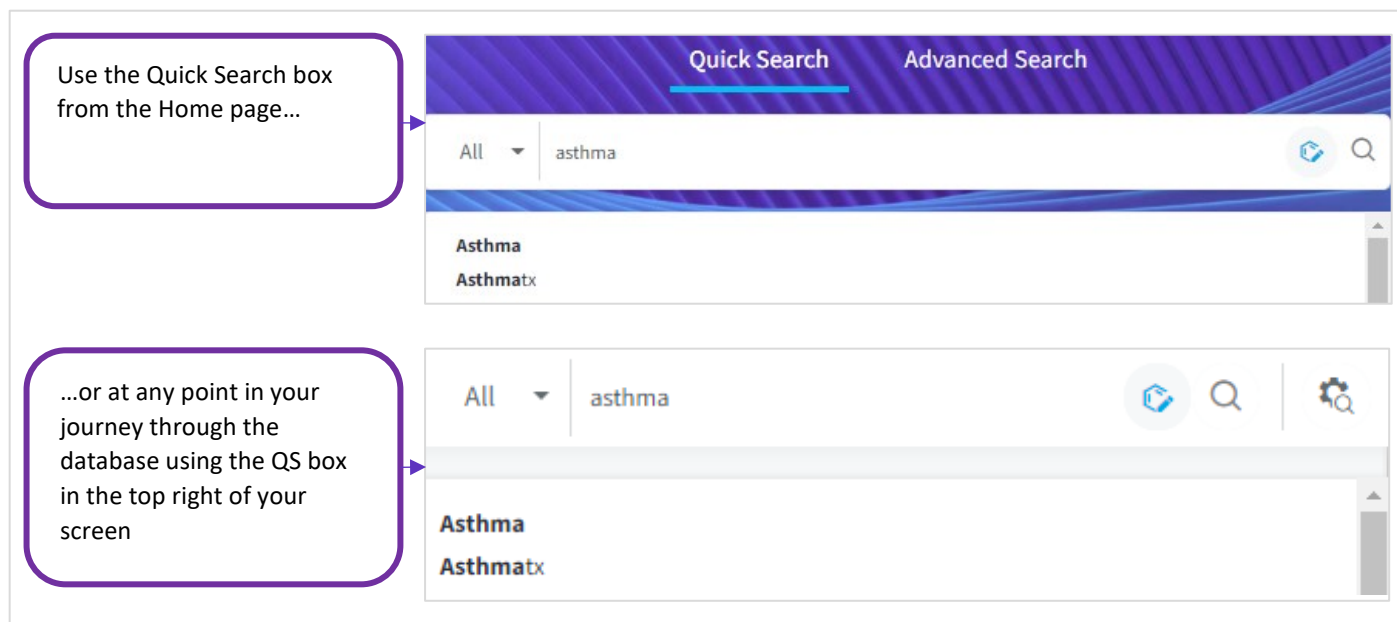 Use the Quick Search box
from the Home page…
Quick Search Advanced Search
All asthma
Asthma
Asthmatx
…or at any point in your
journey through the
database using the QS box
in the top right of your
screen
All asthma
Asthma
Asthmatx